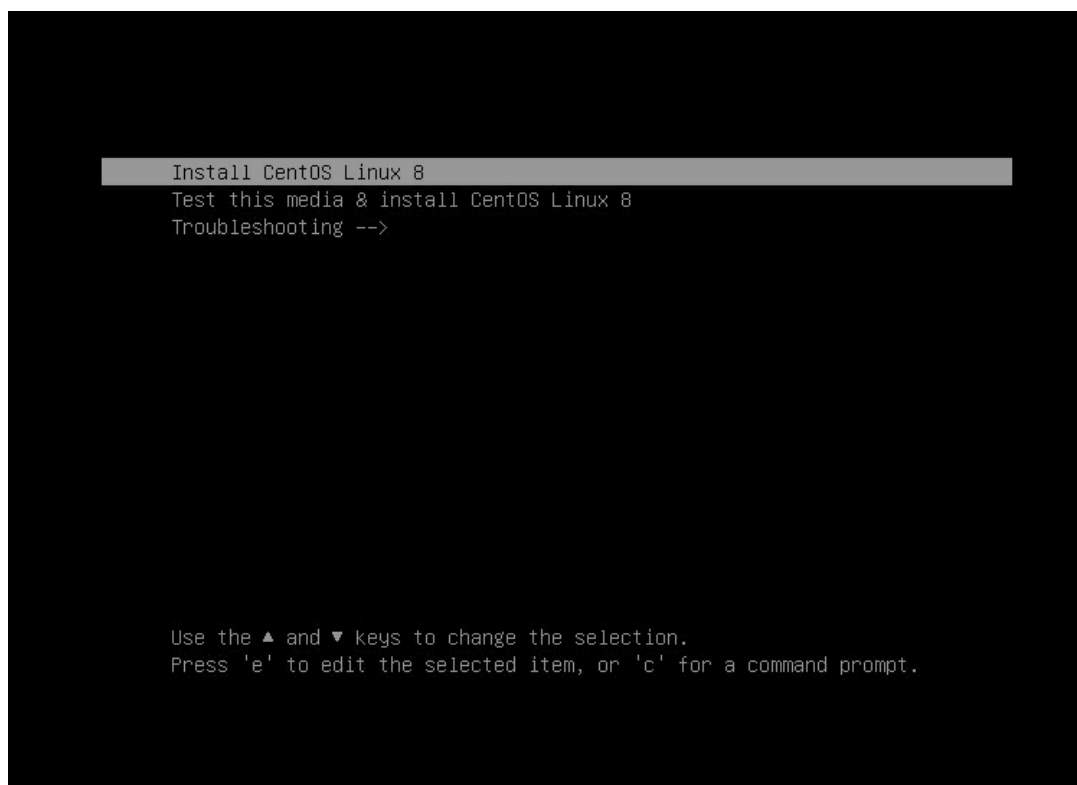 Install CentOS Linux 8
Test this media & install CentOS Linux 8
Troubleshooting -->
Use the ▲ and ▼ keys to change the selection.
Press 'e' to edit the selected item, or 'c' for a command prompt.